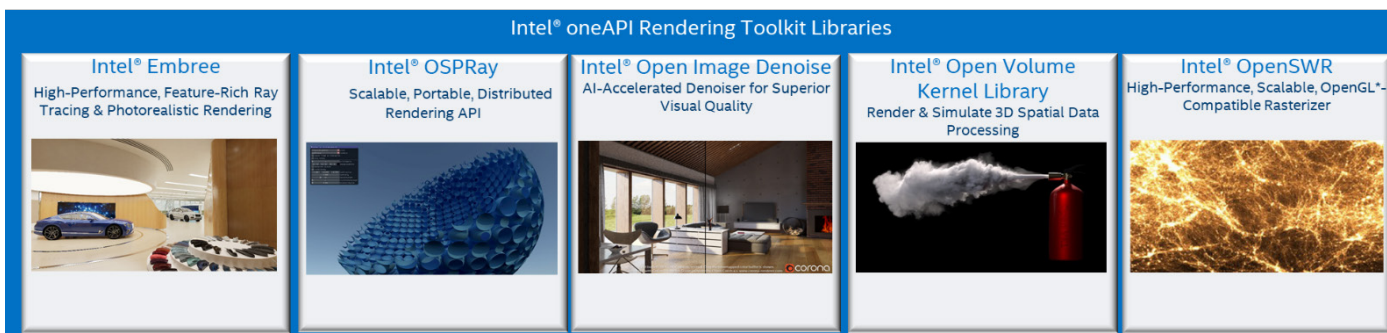 Intel® oneAPI Rendering Toolkit Libraries
Intel® Embree
High-Performance, Feature-Rich Ray
Tracing & Photorealistic Rendering
Intel® OSPRay
Scalable, Portable, Distributed
Rendering API
Intel® Open Image Denoise
AI-Accelerated Denoiser for Superior
Visual Quality
corona
Intel® Open Volume
Kernel Library
Render & Simulate 3D Spatial Data
Processing
Intel® OpenSWR
High-Performance, Scalable, OpenGL*-
Compatible Rasterizer